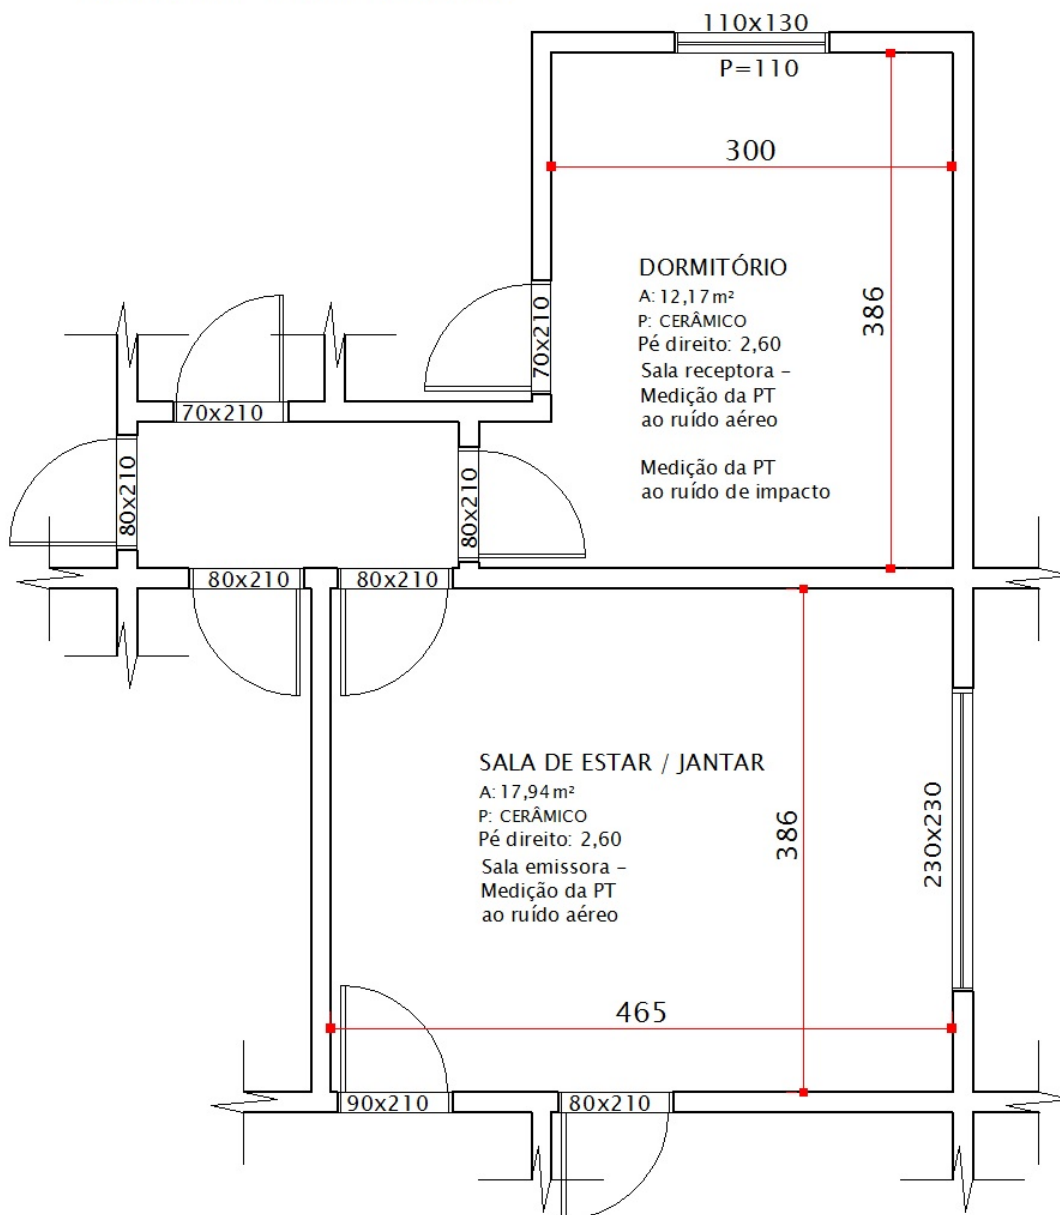 110x130
P=110
300
DORMITÓRIO
A: 12,17 m²
P: CERÂMICO
Pé direito: 2,60
Sala receptora –
Medição da PT
ao ruído aéreo
Medição da PT
ao ruído de impacto
386
70x210
70x210
80x210
80x210
80x210
80x210
SALA DE ESTAR / JANTAR
A: 17,94 m²
P: CERÂMICO
Pé direito: 2,60
Sala emissora –
Medição da PT
ao ruído aéreo
386
230x230
465
90x210
80x210